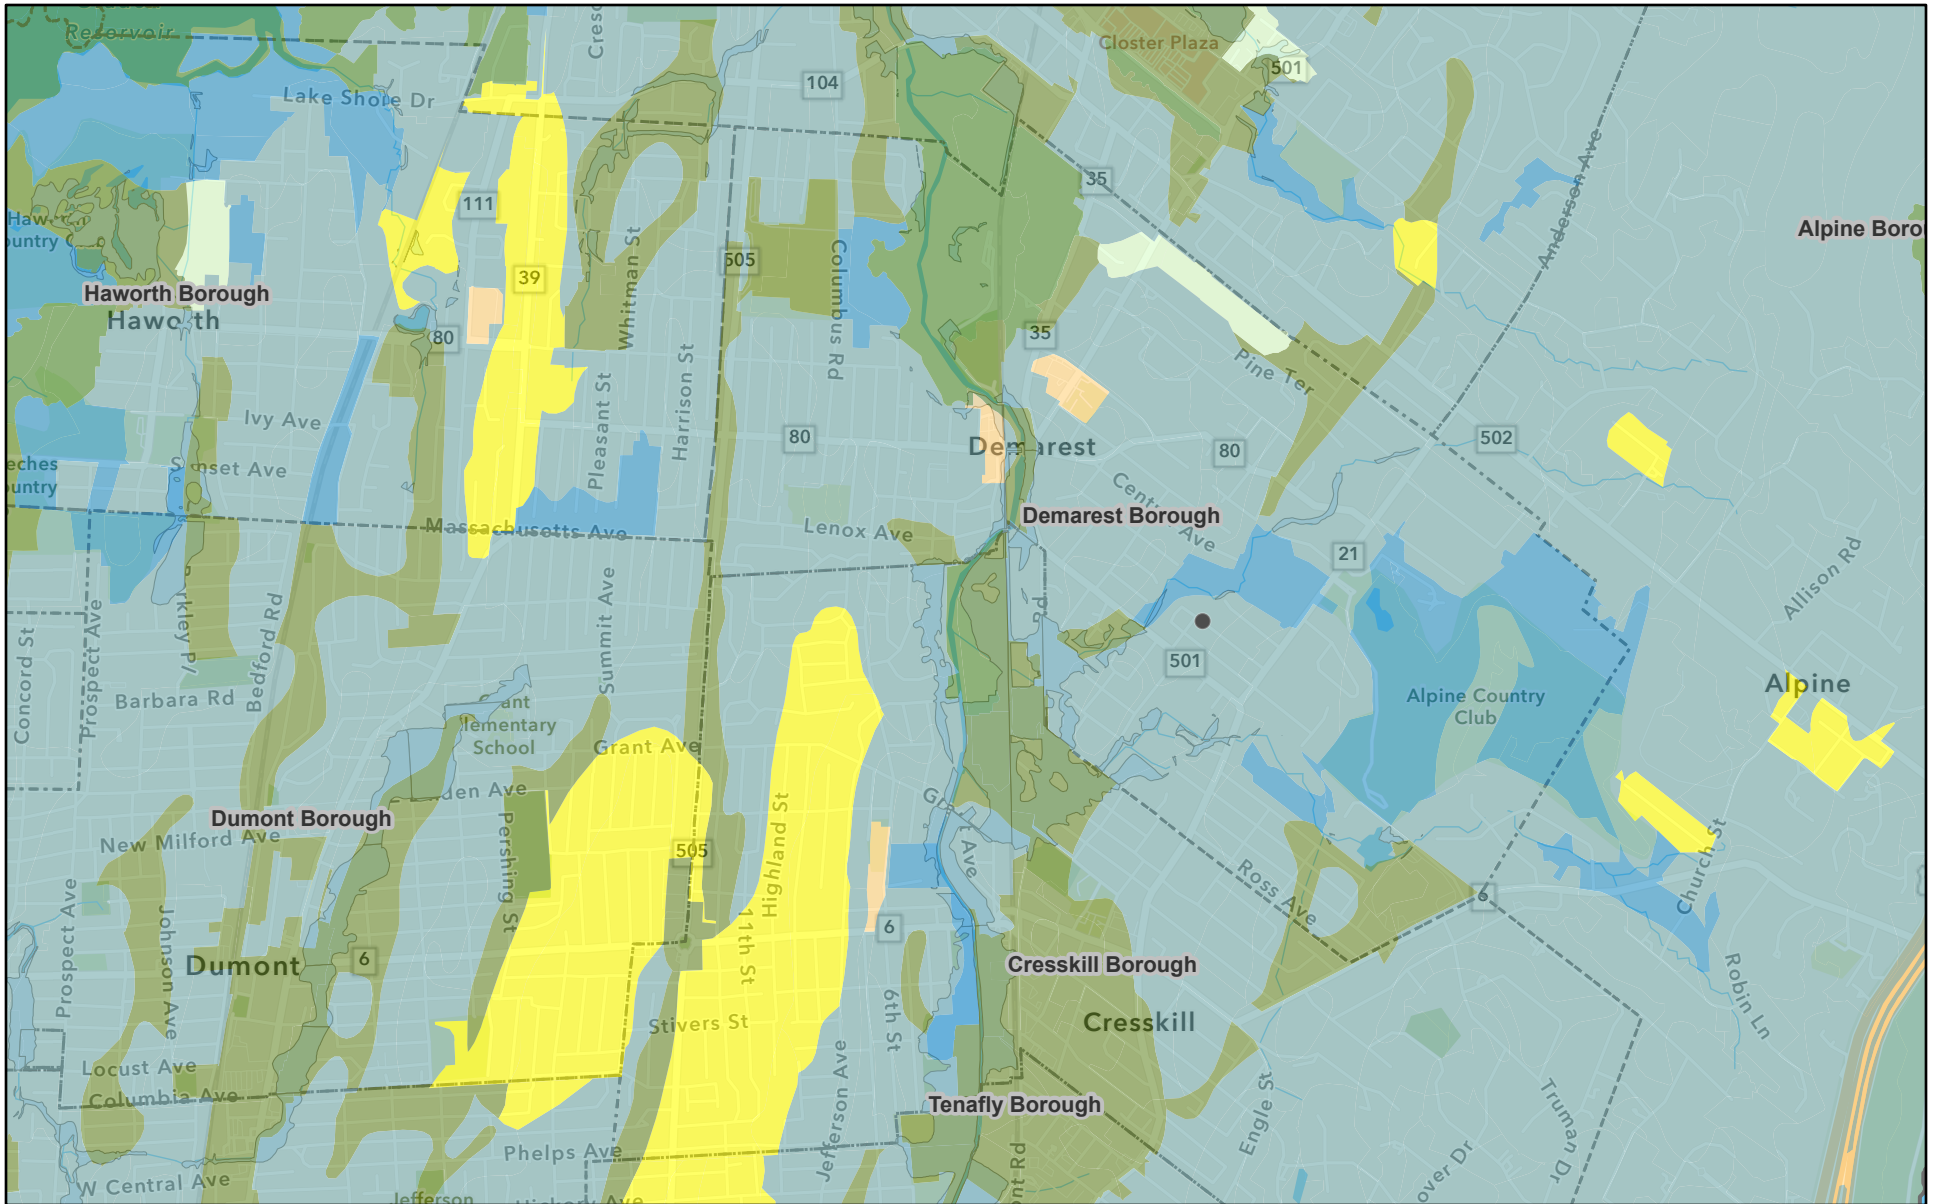 Reservoir
Closter Plaza
501
104
Lake Shore Dr
35
111
Haworth Borough
Haworth
39
505
Whitman St
Columbus Rd
Anderson Ave
Alpine Boro
80
35
Pine Ter
Pleasant St
Harrison St
Ivy Ave
80
Demarest
80
502
Sunset Ave
Centre Ave
Massachusetts Ave
Lenox Ave
Demarest Borough
21
Allison Rd
Concord St
Prospect Ave
Bedford Rd
Summit Ave
Rd
501
Barbara Rd
Alpine Country
Club
Alpine
Elementary
School
Grant Ave
Dumont Borough
New Milford Ave
Pershing St
505
Highland St
Ross Ave
Church St
6
Prospect Ave
Johnson Ave
11th St
6
Dumont
6
Cresskill Borough
6th St
Cresskill
Stivers St
Robin Ln
Locust Ave
Columbia Ave
Jefferson Ave
Tenafly Borough
Engle St
Truman Dr
Phelps Ave
W Central Ave
Jefferson
Hickory Ave